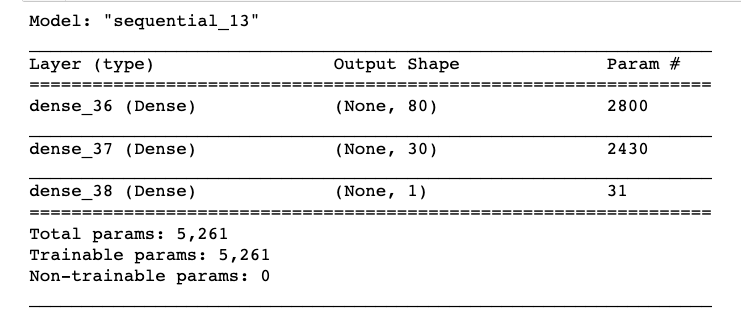 Model: "sequential_13"
Layer (type) Output Shape Param #
dense_36 (Dense) (None, 80) 2800
dense_37 (Dense) (None, 30) 2430
dense_38 (Dense) (None, 1) 31
Total params: 5,261
Trainable params: 5,261
Non-trainable params: 0